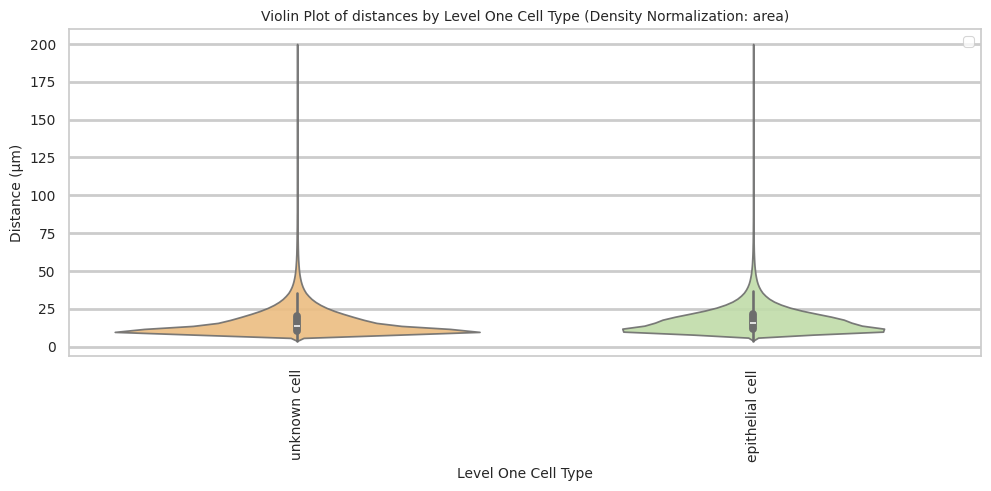 Violin Plot of distances by Level One Cell Type (Density Normalization: area)
200
175
150
125
100
75
50
25
0
Distance (µm)
unknown cell
epithelial cell
Level One Cell Type